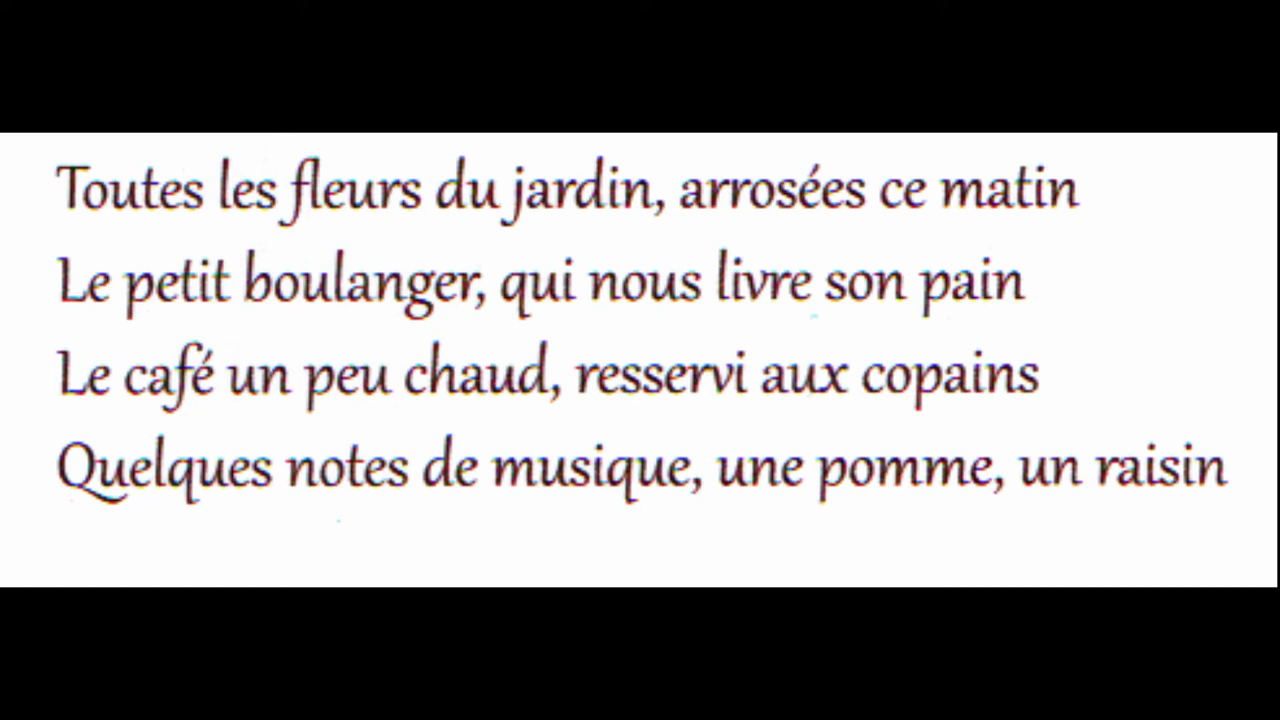 Toutes les fleurs du jardin, arrosées ce matin
Le petit boulanger, qui nous livre son pain
Le café un peu chaud, resservi aux copains
Quelques notes de musique, une pomme, un raisin